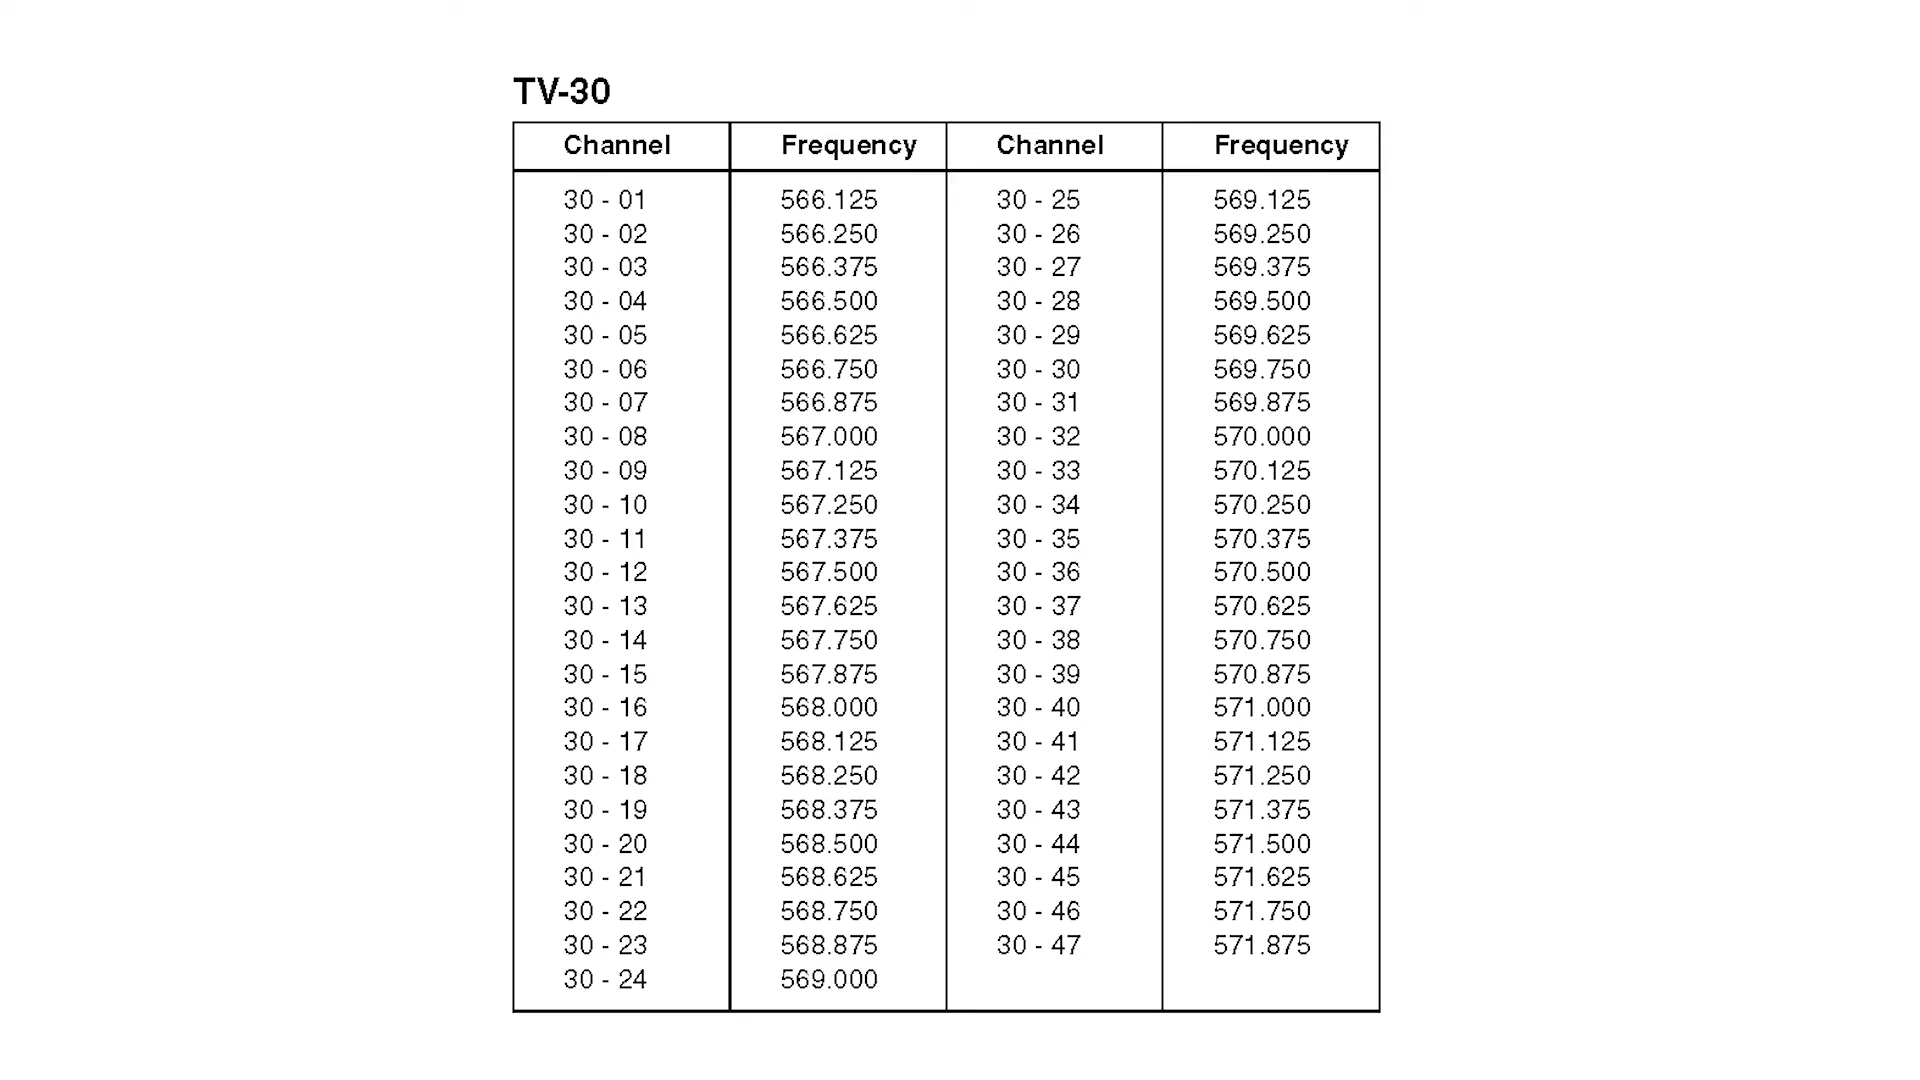 TV-30
Channel Frequency Channel Frequency
30 - 01 566.125 30 - 25 569.125
30 - 02 566.250 30 - 26 569.250
30 - 03 566.375 30 - 27 569.375
30 - 04 566.500 30 - 28 569.500
30 - 05 566.625 30 - 29 569.625
30 - 06 566.750 30 - 30 569.750
30 - 07 566.875 30 - 31 569.875
30 - 08 567.000 30 - 32 570.000
30 - 09 567.125 30 - 33 570.125
30 - 10 567.250 30 - 34 570.250
30 - 11 567.375 30 - 35 570.375
30 - 12 567.500 30 - 36 570.500
30 - 13 567.625 30 - 37 570.625
30 - 14 567.750 30 - 38 570.750
30 - 15 567.875 30 - 39 570.875
30 - 16 568.000 30 - 40 571.000
30 - 17 568.125 30 - 41 571.125
30 - 18 568.250 30 - 42 571.250
30 - 19 568.375 30 - 43 571.375
30 - 20 568.500 30 - 44 571.500
30 - 21 568.625 30 - 45 571.625
30 - 22 568.750 30 - 46 571.750
30 - 23 568.875 30 - 47 571.875
30 - 24 569.000